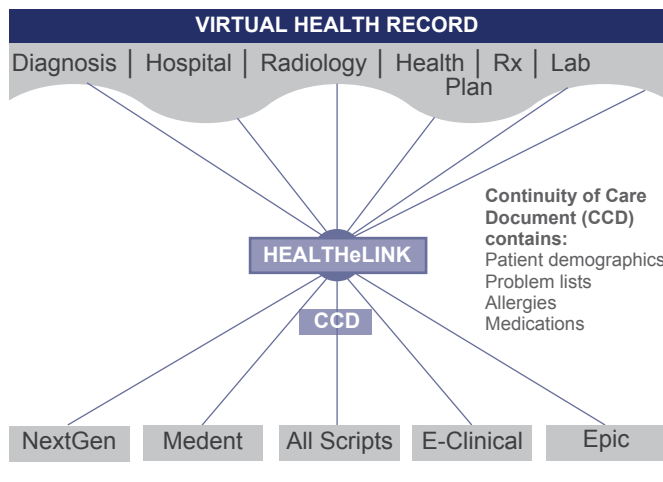 VIRTUAL HEALTH RECORD
Diagnosis | Hospital | Radiology | Health | Rx | Lab
Plan
Continuity of Care
Document (CCD)
contains:
Patient demographics
Problem lists
Allergies
Medications
HEALTHeLINK
CCD
NextGen
Medent
All Scripts
E-Clinical
Epic